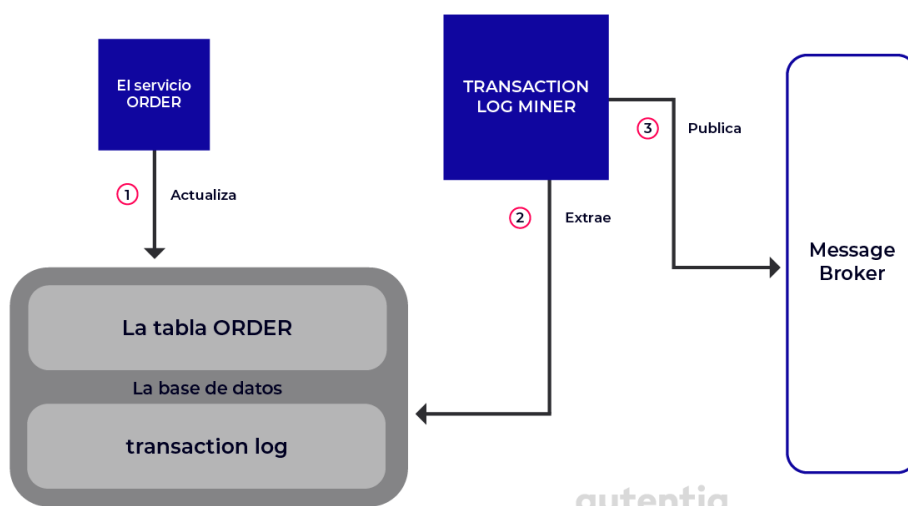 El servicio
ORDER
TRANSACTION
LOG MINER
3
Publica
1
Actualiza
2
Extrae
Message
Broker
La tabla ORDER
La base de datos
transaction log
autentia